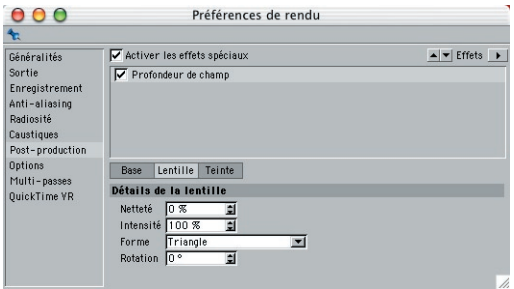 Préférences de rendu
Généralités
Sortie
Enregistrement
Anti-aliasing
Radiosité
Caustiques
Post-production
Options
Multi-passes
QuickTime VR
Activer les effets spéciaux
Effets
Profondeur de champ
Base Lentille Teinte
Détails de la lentille
Netteté 0 %
Intensité 100 %
Forme Triangle
Rotation 0 °